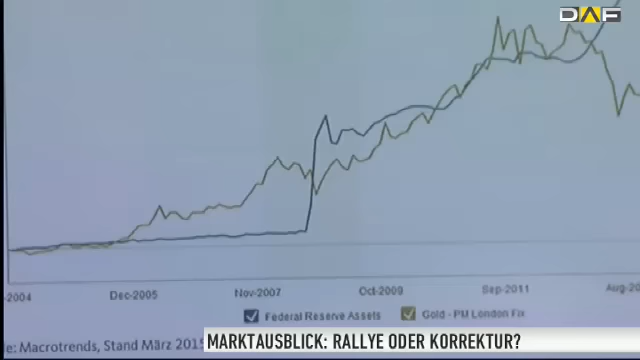 DAF
-2004 Dec-2005 Nov-2007 Oct-2009 Sep-2011 Aug-20
Federal Reserve Assets Gold - PM London Fix
e: Macrotrends, Stand März 201
MARKTAUSBLICK: RALLYE ODER KORREKTUR?